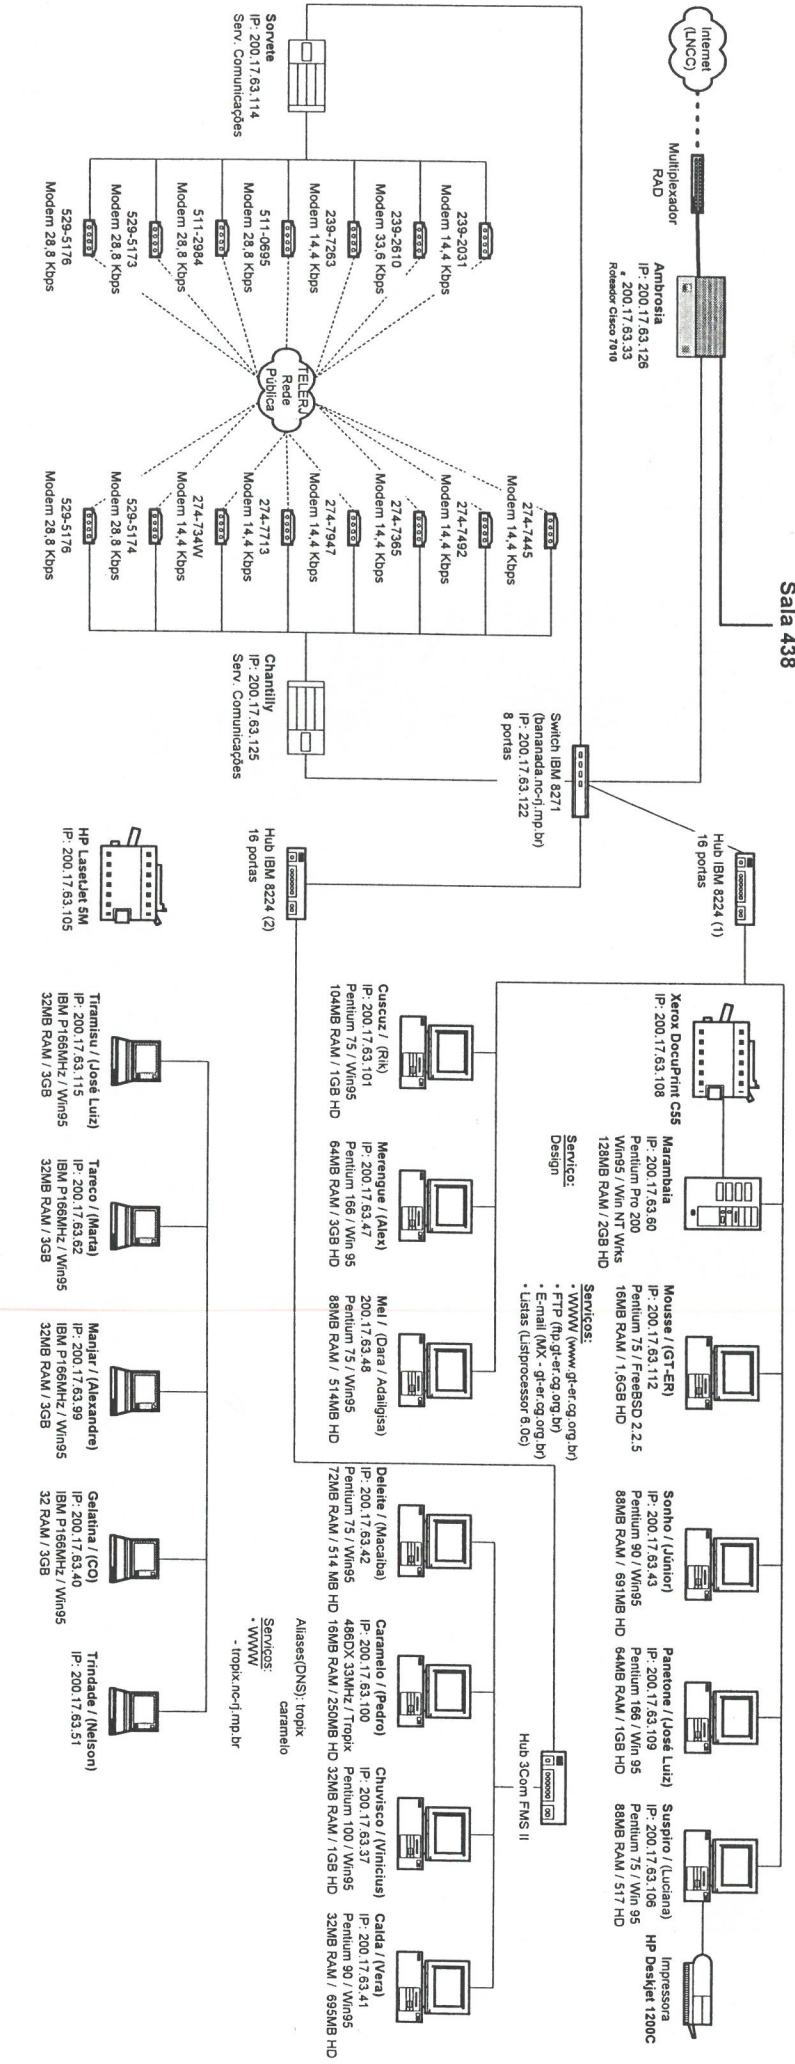 Sala 438
Internet
(LNCC)
Multiplexador
RAD
Ambrosia
IP: 200.17.63.126
" 200.17.63.33
Roteador Cisco 7010
Sorvete
IP: 200.17.63.114
Serv. Comunicações
239-2031
Modem 14,4 Kbps
239-2610
Modem 33,6 Kbps
239-7263
Modem 14,4 Kbps
511-0695
Modem 28,8 Kbps
511-2984
Modem 28,8 Kbps
529-5173
Modem 28,8 Kbps
529-5176
Modem 28,8 Kbps
TELERJ
Rede
Pública
274-7445
Modem 14,4 Kbps
274-7492
Modem 14,4 Kbps
274-7365
Modem 14,4 Kbps
274-7947
Modem 14,4 Kbps
274-7713
Modem 14,4 Kbps
274-734W
Modem 14,4 Kbps
529-5174
Modem 28,8 Kbps
529-5176
Modem 28,8 Kbps
Chantilly
IP: 200.17.63.125
Serv. Comunicações
Switch IBM 8271
(bananada.nc-rj.rnp.br)
IP: 200.17.63.122
8 portas
Hub IBM 8224 (1)
16 portas
Hub IBM 8224 (2)
16 portas
HP LasetJet 5M
IP: 200.17.63.105
Xerox DocuPrint C55
IP: 200.17.63.108
Marambaia
IP: 200.17.63.60
Pentium Pro 200
Win95 / Win NT Wrks
128MB RAM / 2GB HD
Serviço:
Design
Mousse / (GT-ER)
IP: 200.17.63.112
Pentium 75 / FreeBSD 2.2.5
16MB RAM / 1,6GB HD
Serviços:
• WWW (www.gt-er.cg.org.br)
• FTP (ftp.gt-er.cg.org.br)
• E-mail (MX - gt-er.cg.org.br)
• Listas (Listprocessor 6.0c)
Sonho / (Júnior)
IP: 200.17.63.43
Pentium 90 / Win95
88MB RAM / 691MB HD
Panetone / (José Luiz)
IP: 200.17.63.109
Pentium 166 / Win 95
64MB RAM / 1GB HD
Suspiro / (Luciana)
IP: 200.17.63.106
Pentium 75 / Win 95
88MB RAM / 517 HD
Impressora
HP Deskjet 1200C
Cuscuz / (Rik)
IP: 200.17.63.101
Pentium 75 / Win95
104MB RAM / 1GB HD
Merengue / (Alex)
IP: 200.17.63.47
Pentium 166 / Win 95
64MB RAM / 3GB HD
Mel / (Dara / Adailgisa)
200.17.63.48
Pentium 75 / Win95
88MB RAM / 514MB HD
Deleite / (Macaiba)
IP: 200.17.63.42
Pentium 75 / Win95
72MB RAM / 514 MB HD
Caramelo / (Pedro)
IP: 200.17.63.100
486DX 33MHz / Tropix
16MB RAM / 250MB HD
Aliases(DNS): tropix
caramelo
Serviços:
• WWW
- tropix.nc-rj.rnp.br
Hub 3Com FMS II
Chuvisco / (Vinicius)
IP: 200.17.63.37
Pentium 100 / Win95
32MB RAM / 1GB HD
Calda / (Vera)
IP: 200.17.63.41
Pentium 90 / Win95
32MB RAM / 695MB HD
Tiramisu / (José Luiz)
IP: 200.17.63.115
IBM P166MHz / Win95
32MB RAM / 3GB
Tareco / (Marta)
IP: 200.17.63.62
IBM P166MHz / Win95
32MB RAM / 3GB
Manjar / (Alexandre)
IP: 200.17.63.99
IBM P166MHz / Win95
32MB RAM / 3GB
Gelatina / (CO)
IP: 200.17.63.40
IBM P166MHz / Win95
32 RAM / 3GB
Trindade / (Nelson)
IP: 200.17.63.51